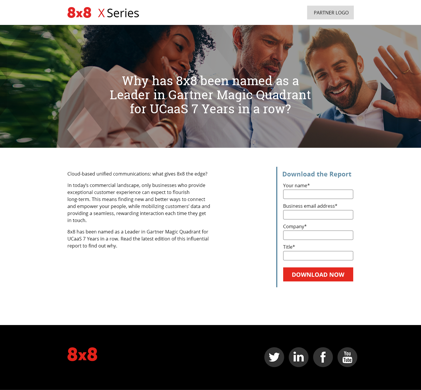 8x8 X Series
PARTNER LOGO
Why has 8x8 been named as a
Leader in Gartner Magic Quadrant
for UCaaS 7 Years in a row?
Cloud-based unified communications: what gives 8x8 the edge?
In today's commercial landscape, only businesses who provide
exceptional customer experience can expect to flourish
long-term. This means finding new and better ways to connect
and empower your people, while mobilizing customers' data and
providing a seamless, rewarding interaction each time they get
in touch.
8x8 has been named as a Leader in Gartner Magic Quadrant for
UCaaS 7 Years in a row. Read the latest edition of this influential
report to find out why.
Download the Report
Your name*
Business email address*
Company*
Title*
DOWNLOAD NOW
8x8
in
f
You
Tube